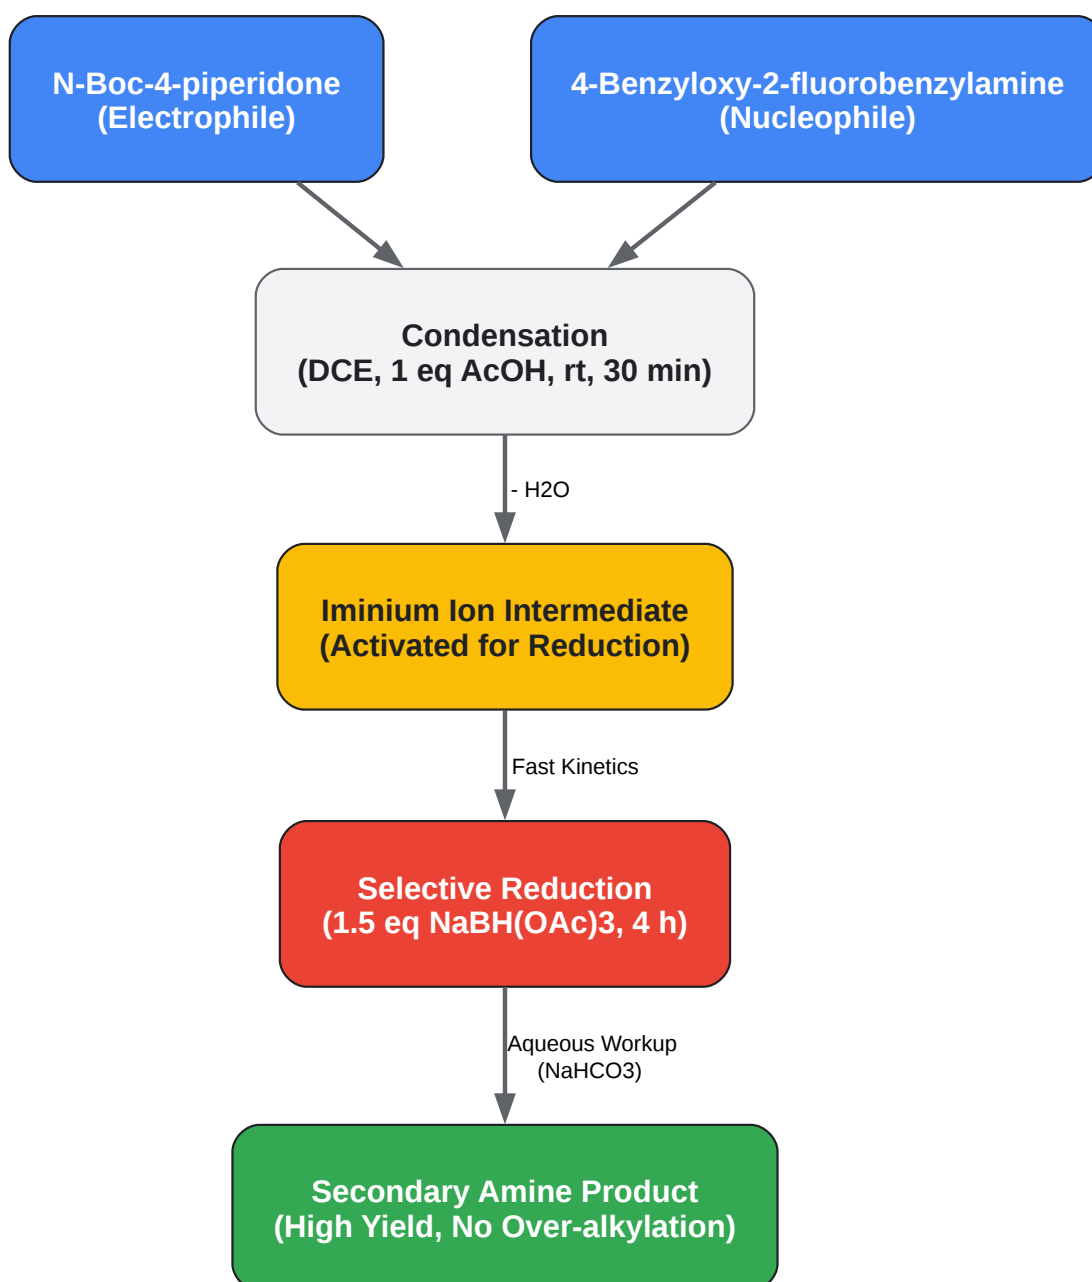 N-Boc-4-piperidone
(Electrophile)
4-Benzyloxy-2-fluorobenzylamine
(Nucleophile)
Condensation
(DCE, 1 eq AcOH, rt, 30 min)
- H2O
Iminium Ion Intermediate
(Activated for Reduction)
Fast Kinetics
Selective Reduction
(1.5 eq NaBH(OAc)3, 4 h)
Aqueous Workup
(NaHCO3)
Secondary Amine Product
(High Yield, No Over-alkylation)